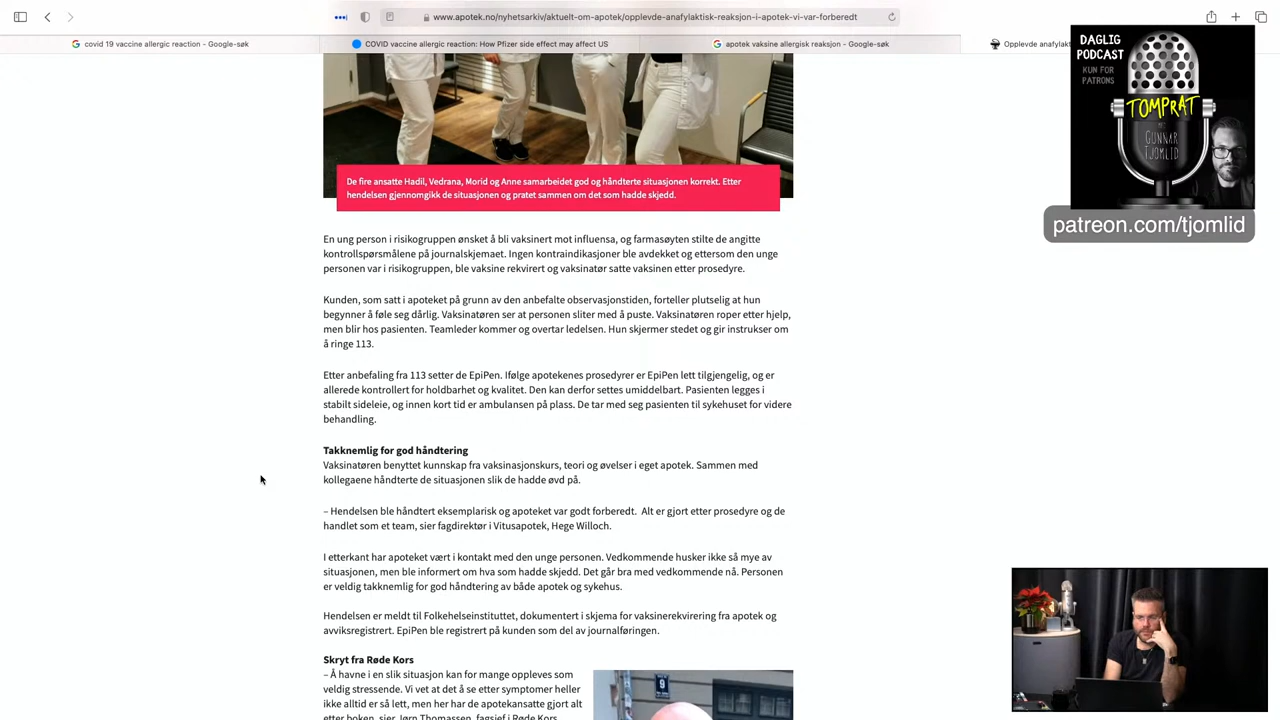 www.apotek.no/nyhetsarkiv/aktuelt-om-apotek/opplevde-anafylaktisk-reaksjon-i-apotek-vi-var-forberedt
covid 19 vaccine allergic reaction - Google-søk
COVID vaccine allergic reaction: How Pfizer side effect may affect US
apotek vaksine allergisk reaksjon - Google-søk
Opplevde anafylakt
DAGLIG
PODCAST
KUN FOR
PATRONS
TOMPRAT
GUNNAR
TJOMLID
patreon.com/tjomlid
De fire ansatte Hadil, Vedrana, Morid og Anne samarbeidet god og håndterte situasjonen korrekt. Etter
hendelsen gjennomgikk de situasjonen og pratet sammen om det som hadde skjedd.
En ung person i risikogruppen ønsket å bli vaksinert mot influensa, og farmasøyten stilte de angitte
kontrollspørsmålene på journalskjemaet. Ingen kontraindikasjoner ble avdekket og ettersom den unge
personen var i risikogruppen, ble vaksine rekvirert og vaksinatør satte vaksinen etter prosedyre.
Kunden, som satt i apoteket på grunn av den anbefalte observasjonstiden, forteller plutselig at hun
begynner å føle seg dårlig. Vaksinatøren ser at personen sliter med å puste. Vaksinatøren roper etter hjelp,
men blir hos pasienten. Teamleder kommer og overtar ledelsen. Hun skjermer stedet og gir instrukser om
å ringe 113.
Etter anbefaling fra 113 setter de EpiPen. Ifølge apotekenes prosedyrer er EpiPen lett tilgjengelig, og er
allerede kontrollert for holdbarhet og kvalitet. Den kan derfor settes umiddelbart. Pasienten legges i
stabilt sideleie, og innen kort tid er ambulansen på plass. De tar med seg pasienten til sykehuset for videre
behandling.
Takknemlig for god håndtering
Vaksinatøren benyttet kunnskap fra vaksinasjonskurs, teori og øvelser i eget apotek. Sammen med
kollegaene håndterte de situasjonen slik de hadde øvd på.
– Hendelsen ble håndtert eksemplarisk og apoteket var godt forberedt. Alt er gjort etter prosedyre og de
handlet som et team, sier fagdirektør i Vitusapotek, Hege Willoch.
I etterkant har apoteket vært i kontakt med den unge personen. Vedkommende husker ikke så mye av
situasjonen, men ble informert om hva som hadde skjedd. Det går bra med vedkommende nå. Personen
er veldig takknemlig for god håndtering av både apotek og sykehus.
Hendelsen er meldt til Folkehelseinstituttet, dokumentert i skjema for vaksinerekvirering fra apotek og
avviksregistrert. EpiPen ble registrert på kunden som del av journalføringen.
Skryt fra Røde Kors
– Å havne i en slik situasjon kan for mange oppleves som
veldig stressende. Vi vet at det å se etter symptomer heller
ikke alltid er så lett, men her har de apotekansatte gjort alt
etter boken, sier Jørn Thomassen, fagsjef i Røde Kors
9